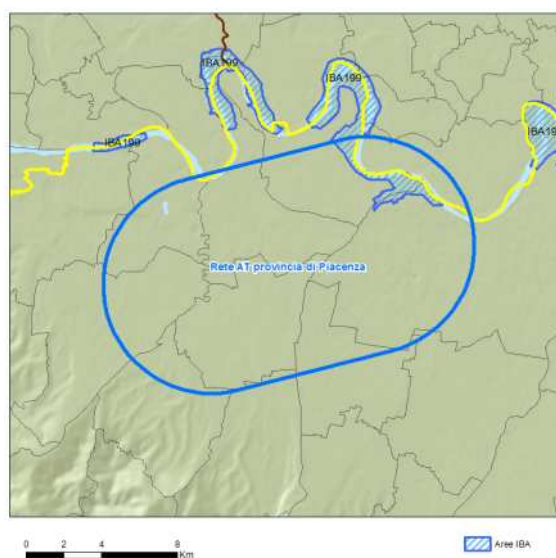 IBA199
IBA199
IBA199
IBA19
Rete AT provincia di Piacenza
0 2 4 8
Km
Aree IBA